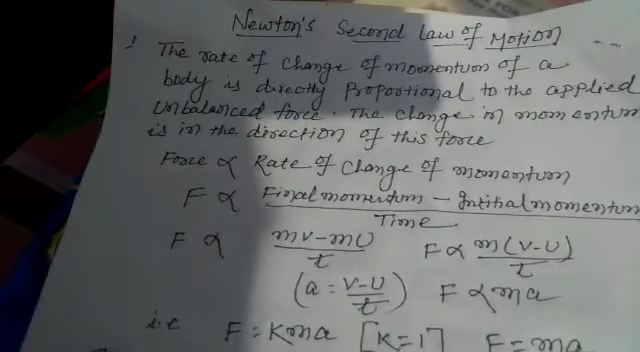 Newton's Second Law of Motion
The rate of change of momentum of a
body is directly proportional to the applied
unbalanced force. The change in momentum
is in the direction of this force
Force ∝ Rate of change of momentum
F ∝ Final momentum - Intitial momentum
Time
F ∝ mv-mU/t F ∝ m(v-U)/t
(a = v-U/t) F ∝ ma
i.e F = Kma [K=1] F = ma